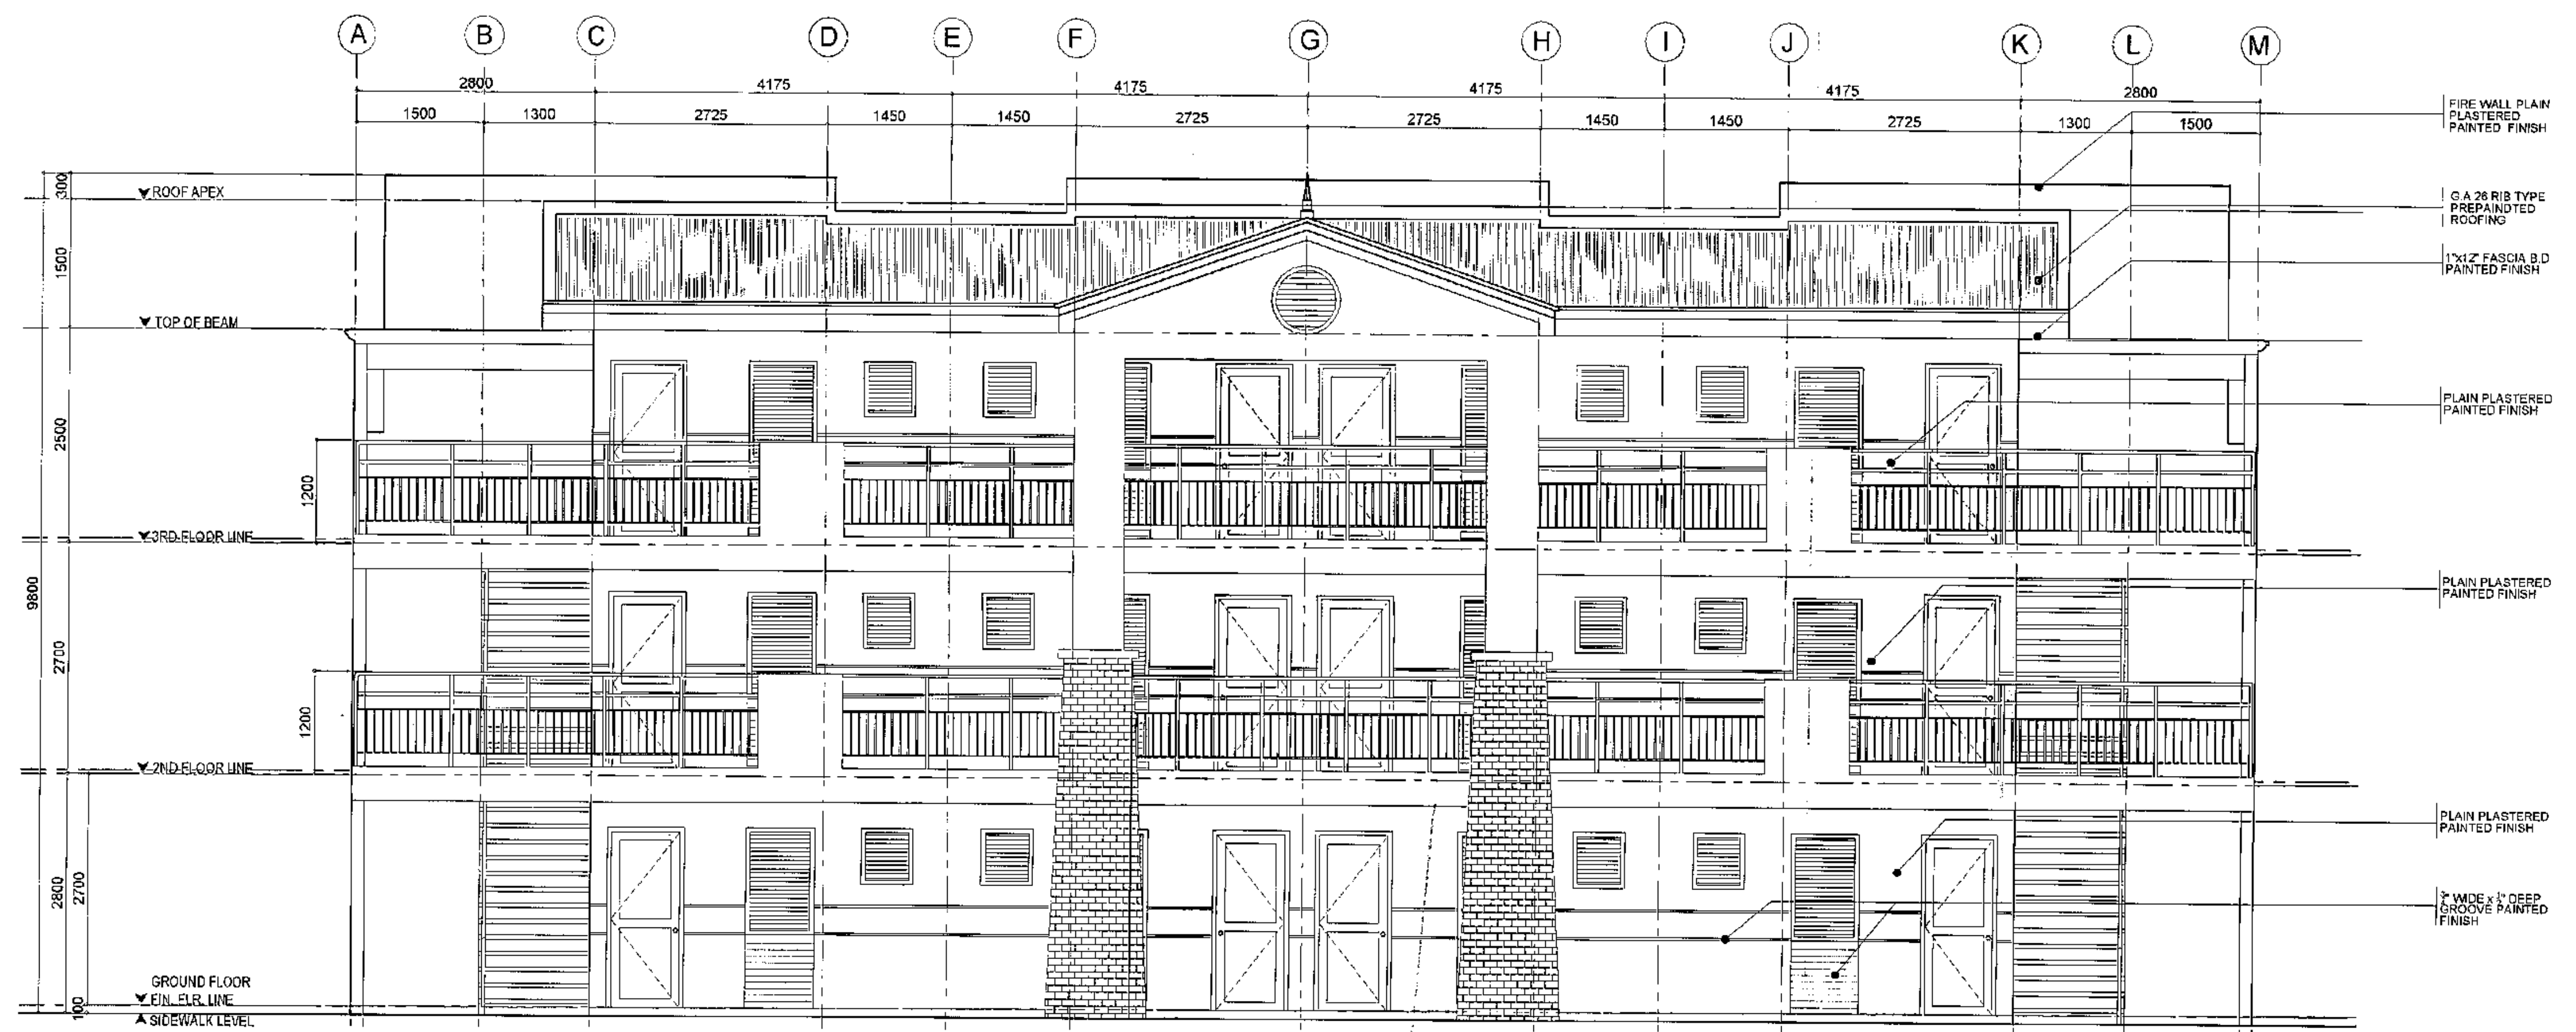 A B C D E F G H I J K L M
2800 4175 4175 4175 4175 2800
1500 1300 2725 1450 1450 2725 2725 1450 1450 2725 1300 1500
FIRE WALL PLAIN
PLASTERED
PAINTED FINISH
300
ROOF APEX
G.A 26 RIB TYPE
PREPAINDTED
ROOFING
1500
1"x12" FASCIA B.D
PAINTED FINISH
TOP OF BEAM
PLAIN PLASTERED
PAINTED FINISH
2500
1200
3RD FLOOR LINE
9800
PLAIN PLASTERED
PAINTED FINISH
2700
1200
2ND FLOOR LINE
PLAIN PLASTERED
PAINTED FINISH
2800
2700
WIDE x
DEEP
GROOVE PAINTED
FINISH
GROUND FLOOR
FIN. FLR. LINE
100
SIDEWALK LEVEL